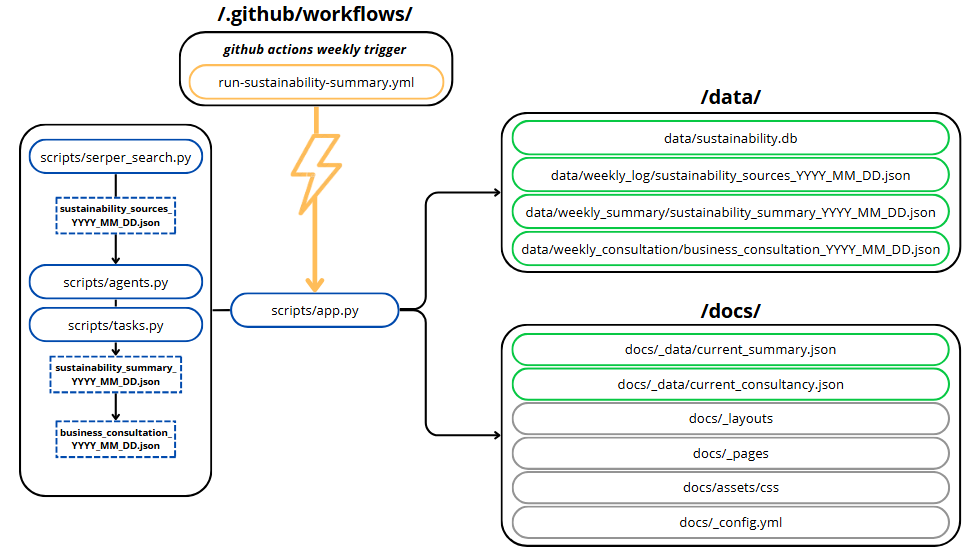 /.github/workflows/
github actions weekly trigger
run-sustainability-summary.yml
scripts/serper_search.py
sustainability_sources_
YYYY_MM_DD.json
scripts/agents.py
scripts/tasks.py
sustainability_summary_
YYYY_MM_DD.json
business_consultation_
YYYY_MM_DD.json
scripts/app.py
/data/
data/sustainability.db
data/weekly_log/sustainability_sources_YYYY_MM_DD.json
data/weekly_summary/sustainability_summary_YYYY_MM_DD.json
data/weekly_consultation/business_consultation_YYYY_MM_DD.json
/docs/
docs/_data/current_summary.json
docs/_data/current_consultancy.json
docs/_layouts
docs/_pages
docs/assets/css
docs/_config.yml